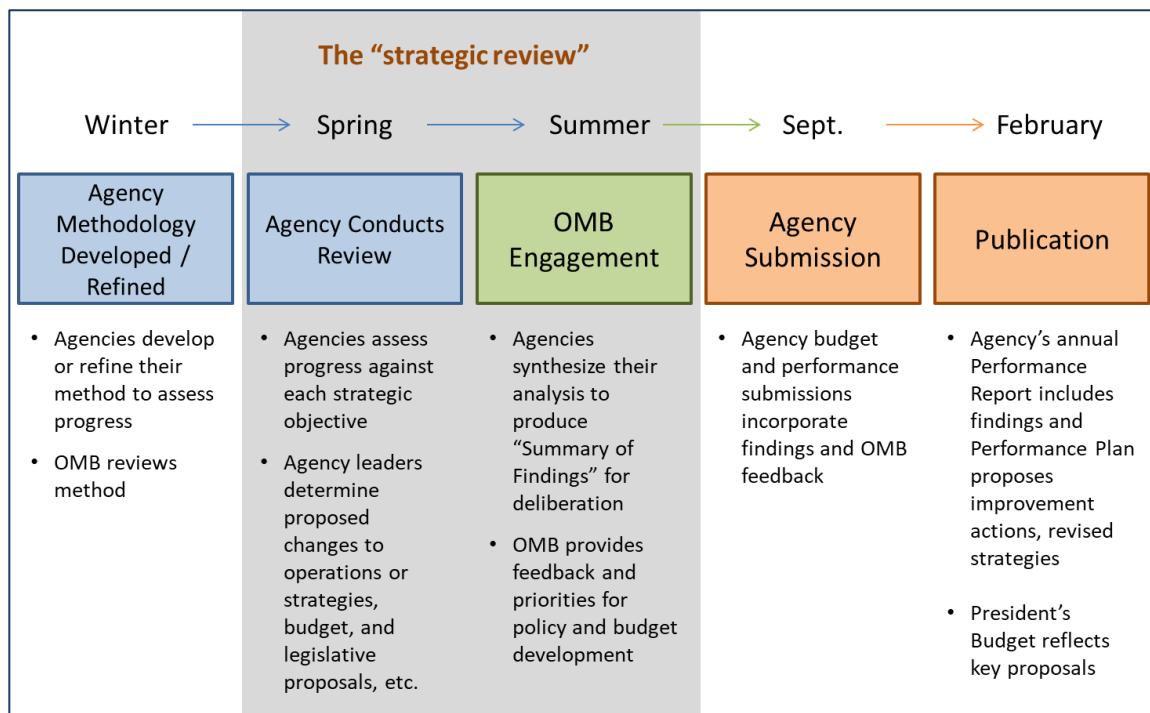 The “strategic review”
Winter
Spring
Summer
Sept.
February
Agency
Methodology
Developed /
Refined
Agency Conducts
Review
OMB
Engagement
Agency
Submission
Publication
• Agencies develop
or refine their
method to assess
progress
• OMB reviews
method
• Agencies assess
progress against
each strategic
objective
• Agency leaders
determine
proposed
changes to
operations or
strategies,
budget, and
legislative
proposals, etc.
• Agencies
synthesize their
analysis to
produce
“Summary of
Findings” for
deliberation
• OMB provides
feedback and
priorities for
policy and budget
development
• Agency budget
and performance
submissions
incorporate
findings and OMB
feedback
• Agency’s annual
Performance
Report includes
findings and
Performance Plan
proposes
improvement
actions, revised
strategies
• President’s
Budget reflects
key proposals